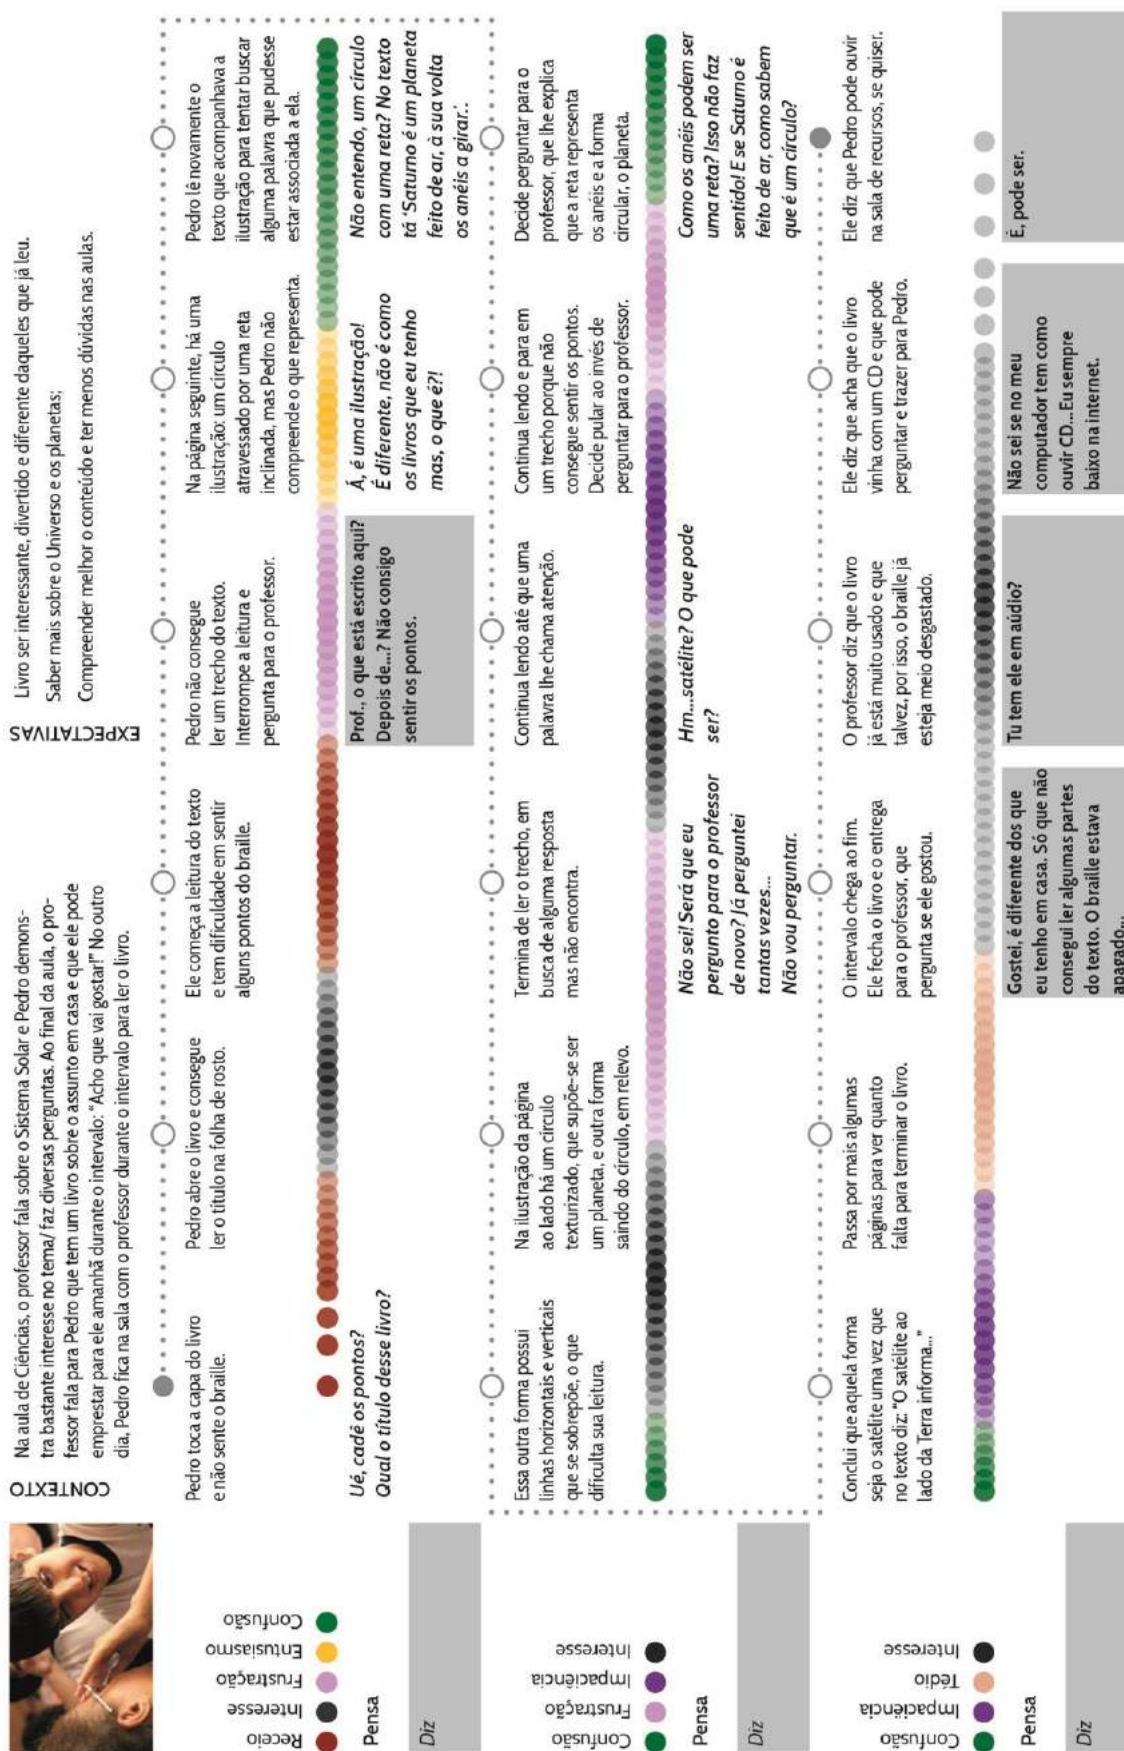 CONTEXTO
Na aula de Ciências, o professor fala sobre o Sistema Solar e Pedro demons-
tra bastante interesse no tema/ faz diversas perguntas. Ao final da aula, o pro-
fessor fala para Pedro que tem um livro sobre o assunto em casa e que ele pode
emprestar para ele amanhã durante o intervalo: "Acho que vai gostar!" No outro
dia, Pedro fica na sala com o professor durante o intervalo para ler o livro.
EXPECTATIVAS
Livro ser interessante, divertido e diferente daqueles que já leu.
Saber mais sobre o Universo e os planetas;
Compreender melhor o conteúdo e ter menos dúvidas nas aulas.
Pedro toca a capa do livro
e não sente o braille.
Pedro abre o livro e consegue
ler o título na folha de rosto.
Ele começa a leitura do texto
e tem dificuldade em sentir
alguns pontos do braille.
Pedro não consegue
ler um trecho do texto.
Interrompe a leitura e
pergunta para o professor.
Na página seguinte, há uma
ilustração: um círculo
atravessado por uma reta
inclinada, mas Pedro não
compreende o que representa.
Pedro lê novamente o
texto que acompanhava a
ilustração para tentar buscar
alguma palavra que pudesse
estar associada a ela.
Receio
Interesse
Frustração
Entusiasmo
Confusão
Pensa
Ué, cadê os pontos?
Qual o título desse livro?
Á, é uma ilustração!
É diferente, não é como
os livros que eu tenho
mas, o que é?!
Não entendo, um círculo
com uma reta? No texto
tá 'Saturno é um planeta
feito de ar, à sua volta
os anéis a girar.'.
Diz
Prof., o que está escrito aqui?
Depois de...? Não consigo
sentir os pontos.
Essa outra forma possui
linhas horizontais e verticais
que se sobrepõe, o que
dificulta sua leitura.
Na ilustração da página
ao lado há um círculo
texturizado, que supõe-se ser
um planeta, e outra forma
saindo do círculo, em relevo.
Termina de ler o trecho, em
busca de alguma resposta
mas não encontra.
Continua lendo até que uma
palavra lhe chama atenção.
Continua lendo e para em
um trecho porque não
consegue sentir os pontos.
Decide pular ao invés de
perguntar para o professor.
Decide perguntar para o
professor, que lhe explica
que a reta representa
os anéis e a forma
circular, o planeta.
Confusão
Frustração
Impaciência
Interesse
Pensa
Não sei! Será que eu
pergunto para o professor
de novo? Já perguntei
tantas vezes...
Não vou perguntar.
Hm...satélite? O que pode
ser?
Como os anéis podem ser
uma reta? Isso não faz
sentido! E se Saturno é
feito de ar, como sabem
que é um círculo?
Diz
Conclui que aquela forma
seja o satélite uma vez que
no texto diz: "O satélite ao
lado da Terra informa..."
Passa por mais algumas
páginas para ver quanto
falta para terminar o livro.
O intervalo chega ao fim.
Ele fecha o livro e o entrega
para o professor, que
pergunta se ele gostou.
O professor diz que o livro
já está muito usado e que
talvez, por isso, o braille já
esteja meio desgastado.
Ele diz que acha que o livro
vinha com um CD e que pode
perguntar e trazer para Pedro.
Ele diz que Pedro pode ouvir
na sala de recursos, se quiser.
Confusão
Impaciência
Tédio
Interesse
Pensa
Diz
Gostei, é diferente dos que
eu tenho em casa. Só que não
consegui ler algumas partes
do texto. O braille estava
apagado...
Tu tem ele em aúdio?
Não sei se no meu
computador tem como
ouvir CD...Eu sempre
baixo na internet.
É, pode ser.